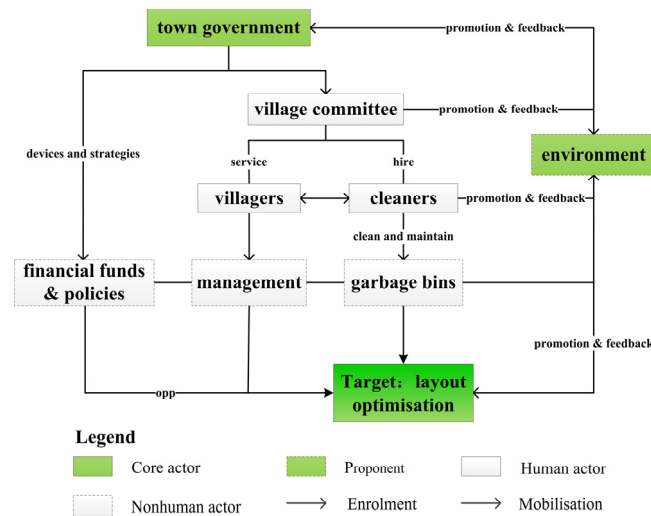 town government
promotion & feedback
village committee
promotion & feedback
devices and strategies
environment
service
hire
villagers
cleaners
promotion & feedback
clean and maintain
financial funds
& policies
management
garbage bins
promotion & feedback
Target：layout
optimisation
opp
Legend
Core actor
Proponent
Human actor
Nonhuman actor
Enrolment
Mobilisation